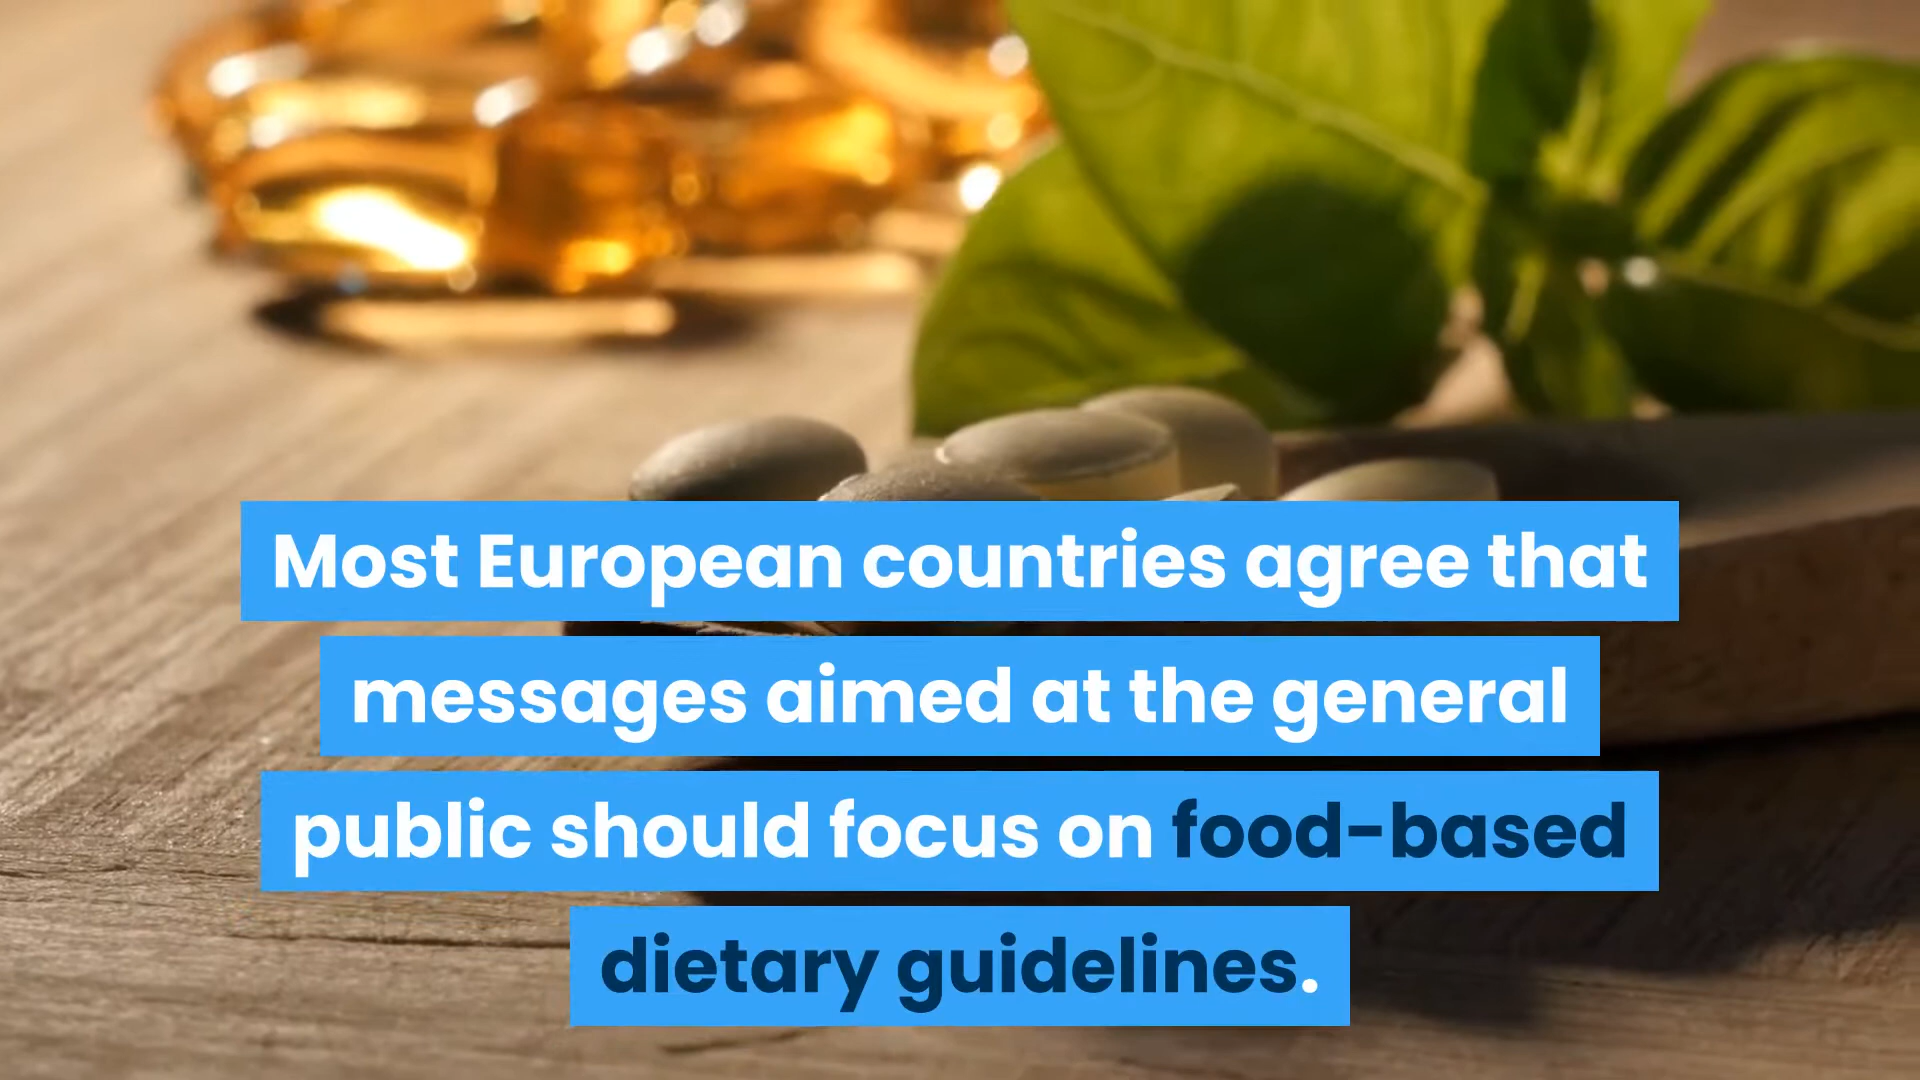 Most European countries agree that
messages aimed at the general
public should focus on food-based
dietary guidelines.